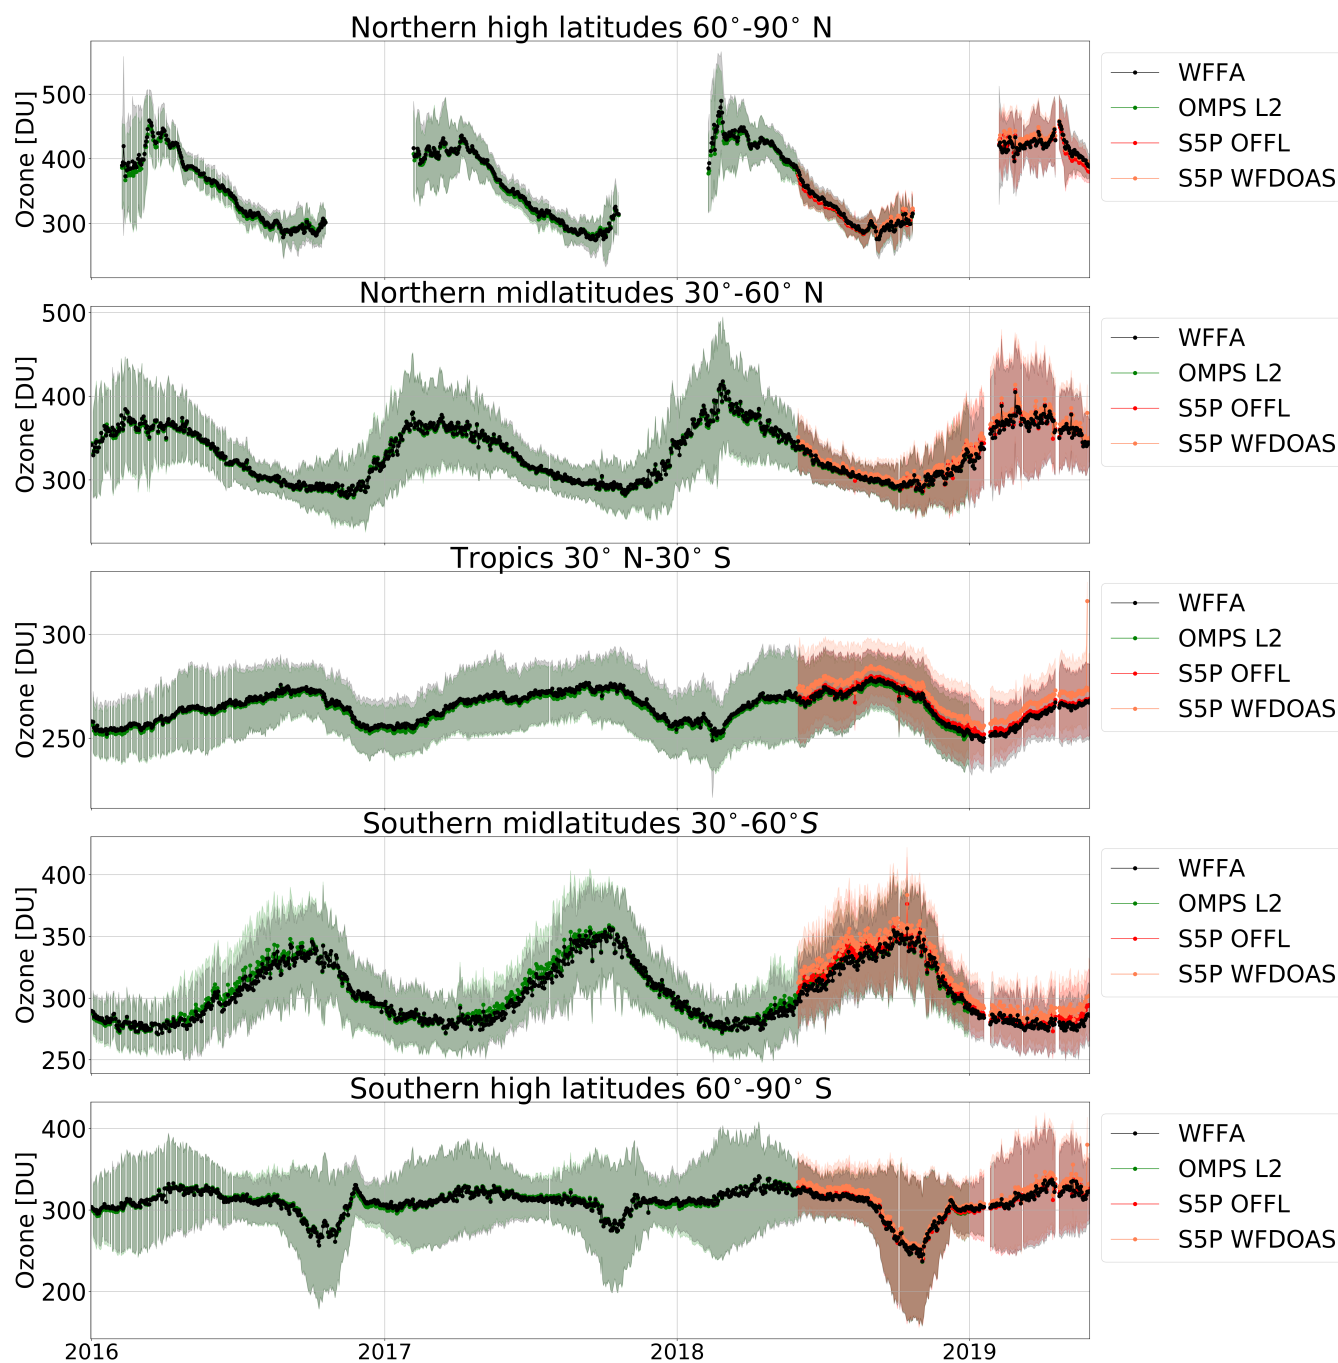 Northern high latitudes 60°-90° N
Ozone [DU]
500
400
300
WFFA
OMPS L2
S5P OFFL
S5P WFDOAS
Northern midlatitudes 30°-60° N
Ozone [DU]
500
400
300
WFFA
OMPS L2
S5P OFFL
S5P WFDOAS
Tropics 30° N-30° S
Ozone [DU]
300
250
WFFA
OMPS L2
S5P OFFL
S5P WFDOAS
Southern midlatitudes 30°-60°S
Ozone [DU]
400
350
300
250
WFFA
OMPS L2
S5P OFFL
S5P WFDOAS
Southern high latitudes 60°-90° S
Ozone [DU]
400
300
200
WFFA
OMPS L2
S5P OFFL
S5P WFDOAS
2016 2017 2018 2019